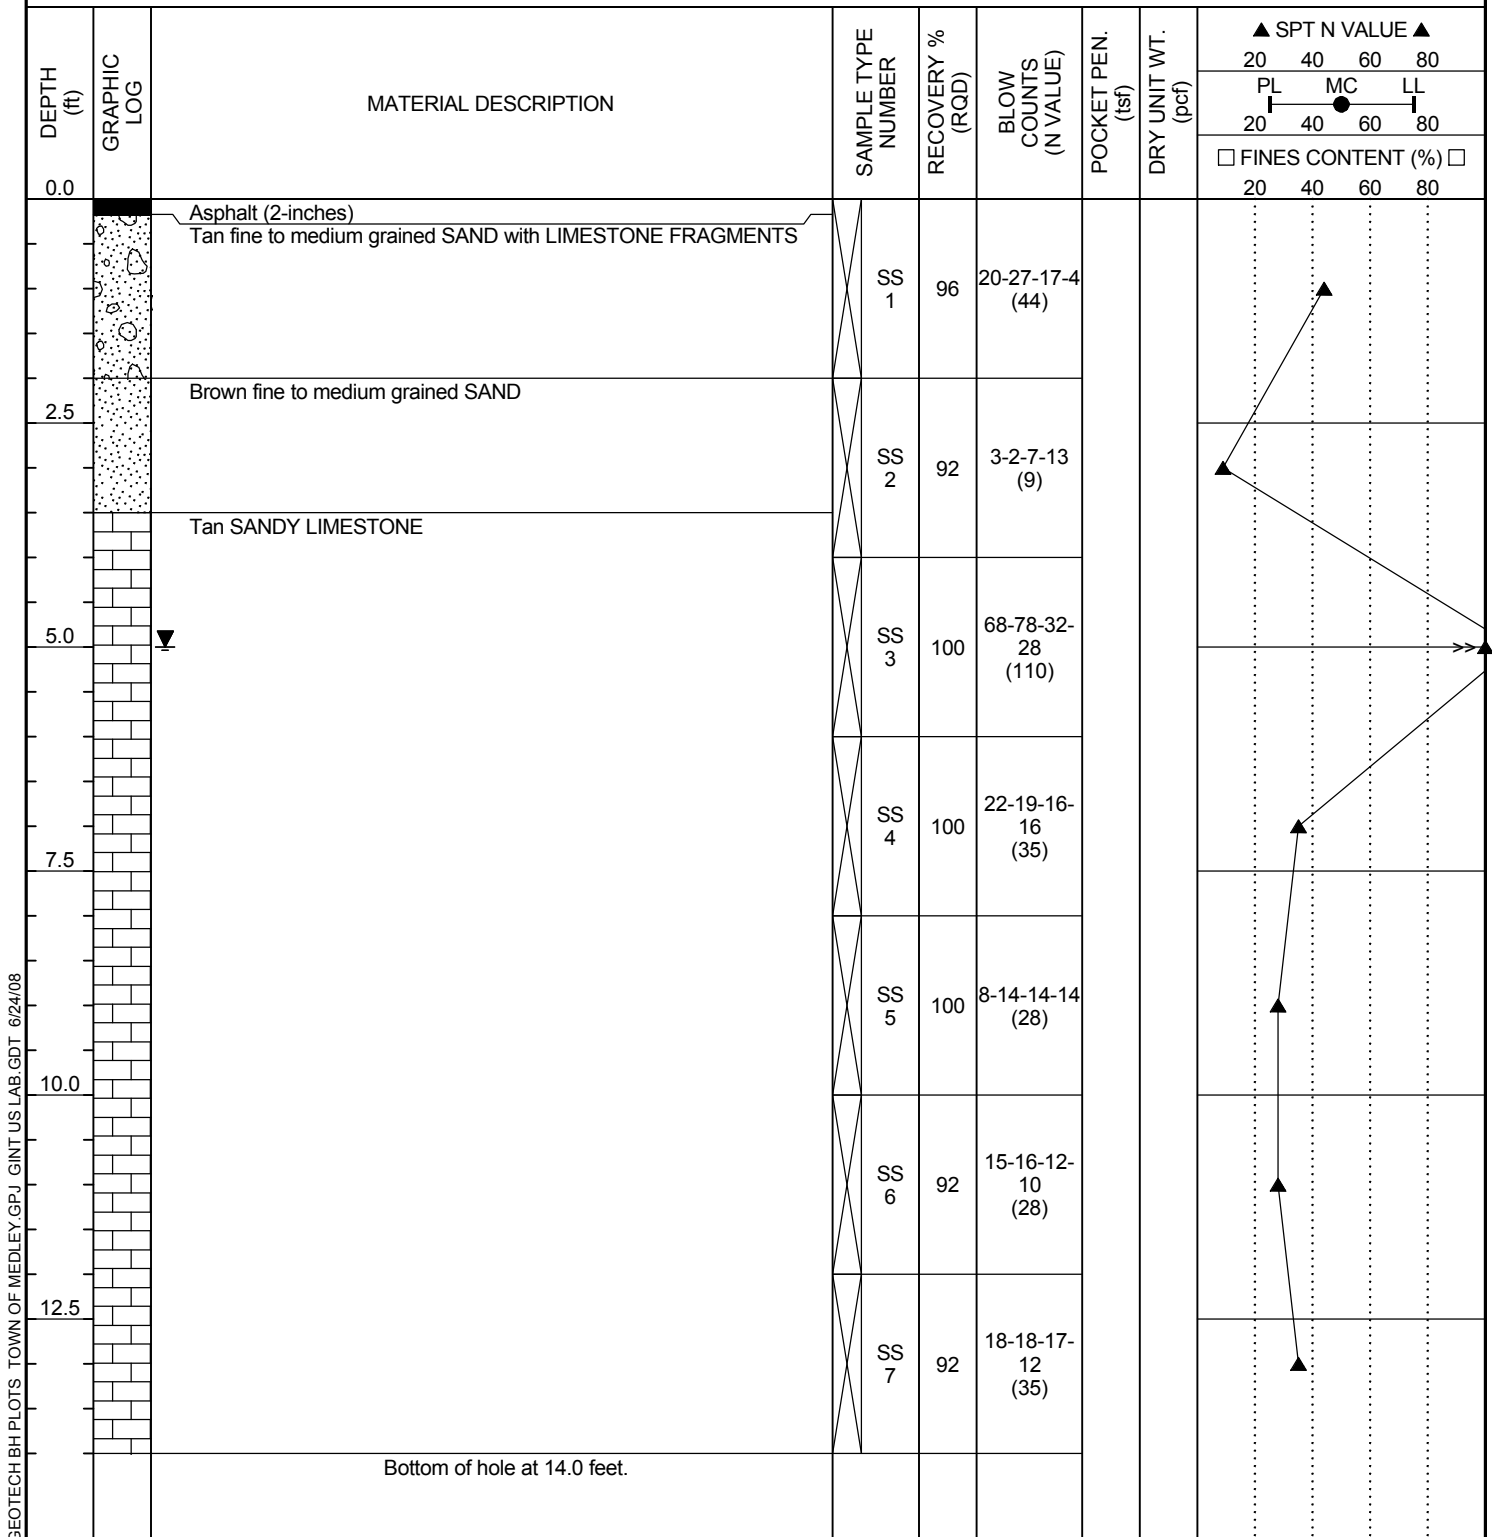 DEPTH
(ft)
GRAPHIC
LOG
MATERIAL DESCRIPTION
SAMPLE TYPE
NUMBER
RECOVERY %
(RQD)
BLOW
COUNTS
(N VALUE)
POCKET PEN.
(tsf)
DRY UNIT WT.
(pcf)
▲ SPT N VALUE ▲
20 40 60 80
PL MC LL
20 40 60 80
□ FINES CONTENT (%) □
20 40 60 80
0.0
Asphalt (2-inches)
Tan fine to medium grained SAND with LIMESTONE FRAGMENTS
SS
1
96
20-27-17-4
(44)
Brown fine to medium grained SAND
2.5
SS
2
92
3-2-7-13
(9)
Tan SANDY LIMESTONE
5.0
SS
3
100
68-78-32-
28
(110)
>>
SS
4
100
22-19-16-
16
(35)
7.5
SS
5
100
8-14-14-14
(28)
10.0
SS
6
92
15-16-12-
10
(28)
12.5
SS
7
92
18-18-17-
12
(35)
Bottom of hole at 14.0 feet.
GEOTECH BH PLOTS TOWN OF MEDLEY.GPJ GINT US LAB.GDT 6/24/08